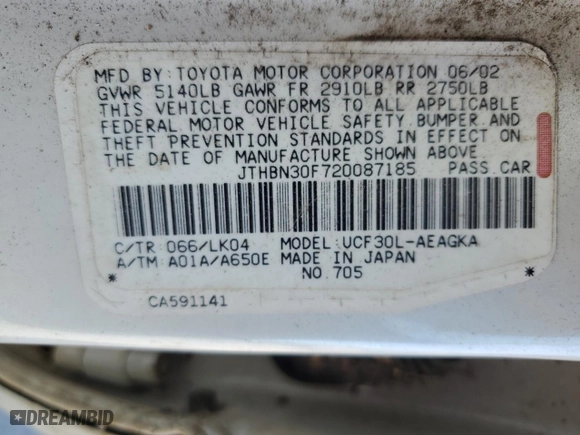 MFD BY:TOYOTA MOTOR CORPORATION 06/02
GVWR 5140LB GAWR FR 2910LB RR 2750LB
THIS VEHICLE CONFORMS TO ALL APPLICABLE
FEDERAL MOTOR VEHICLE SAFETY,BUMPER,AND
THEFT PREVENTION STANDARDS IN EFFECT ON
THE DATE OF MANUFACTURE SHOWN ABOVE.
JTHBN30F720087185 PASS.CAR
C/TR:066/LK04 MODEL:UCF30L-AEAGKA
A/TM:A01A/A650E MADE IN JAPAN
* NO.705 *
CA591141
DREAMBID